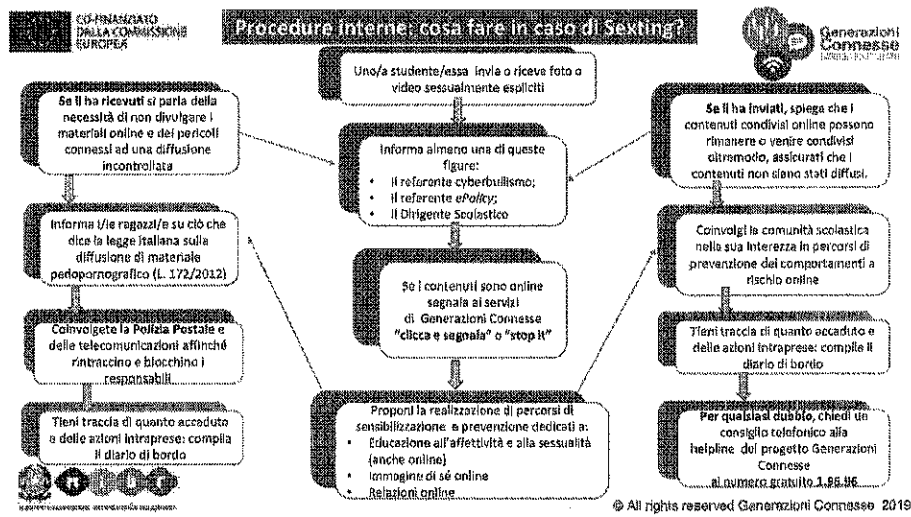 CO-FINANZIATO
DALLA COMMISSIONE
EUROPEA
Procedure interne: cosa fare in caso di Sexting?
Generazioni
Connesse
Uno/a studente/essa invia o riceve foto o
video sessualmente espliciti
Se li ha ricevuti si parla della
necessità di non divulgare i
materiali online e dei pericoli
connessi ad una diffusione
incontrollata
Informa i/le ragazzi/e su ciò che
dice la legge italiana sulla
diffusione di materiale
pedopornografico (L. 172/2012)
Coinvolgete la Polizia Postale e
delle telecomunicazioni affinché
rintraccino e blocchino i
responsabili
Tieni traccia di quanto accaduto
e delle azioni intraprese: compila
il diario di bordo
Informa almeno una di queste
figure:
• Il referente cyberbullismo;
• Il referente ePolicy;
• Il Dirigente Scolastico
Se i contenuti sono online
segnala ai servizi
di Generazioni Connesse
"clicca e segnala" o "stop it"
Proponi la realizzazione di percorsi di
sensibilizzazione e prevenzione dedicati a:
• Educazione all'affettività e alla sessualità
(anche online)
• Immagine di sé online
• Relazioni online
Se li ha inviati, spiega che i
contenuti condivisi online possono
rimanere o venire condivisi
oltremodo, assicurati che i
contenuti non siano stati diffusi.
Coinvolgi la comunità scolastica
nella sua interezza in percorsi di
prevenzione dei comportamenti a
rischio online
Tieni traccia di quanto accaduto e
delle azioni intraprese: compila il
diario di bordo
Per qualsiasi dubbio, chiedi un
consiglio telefonico alla
helpline del progetto Generazioni
Connesse
al numero gratuito 1.96.96
© All rights reserved Generazioni Connesse 2019